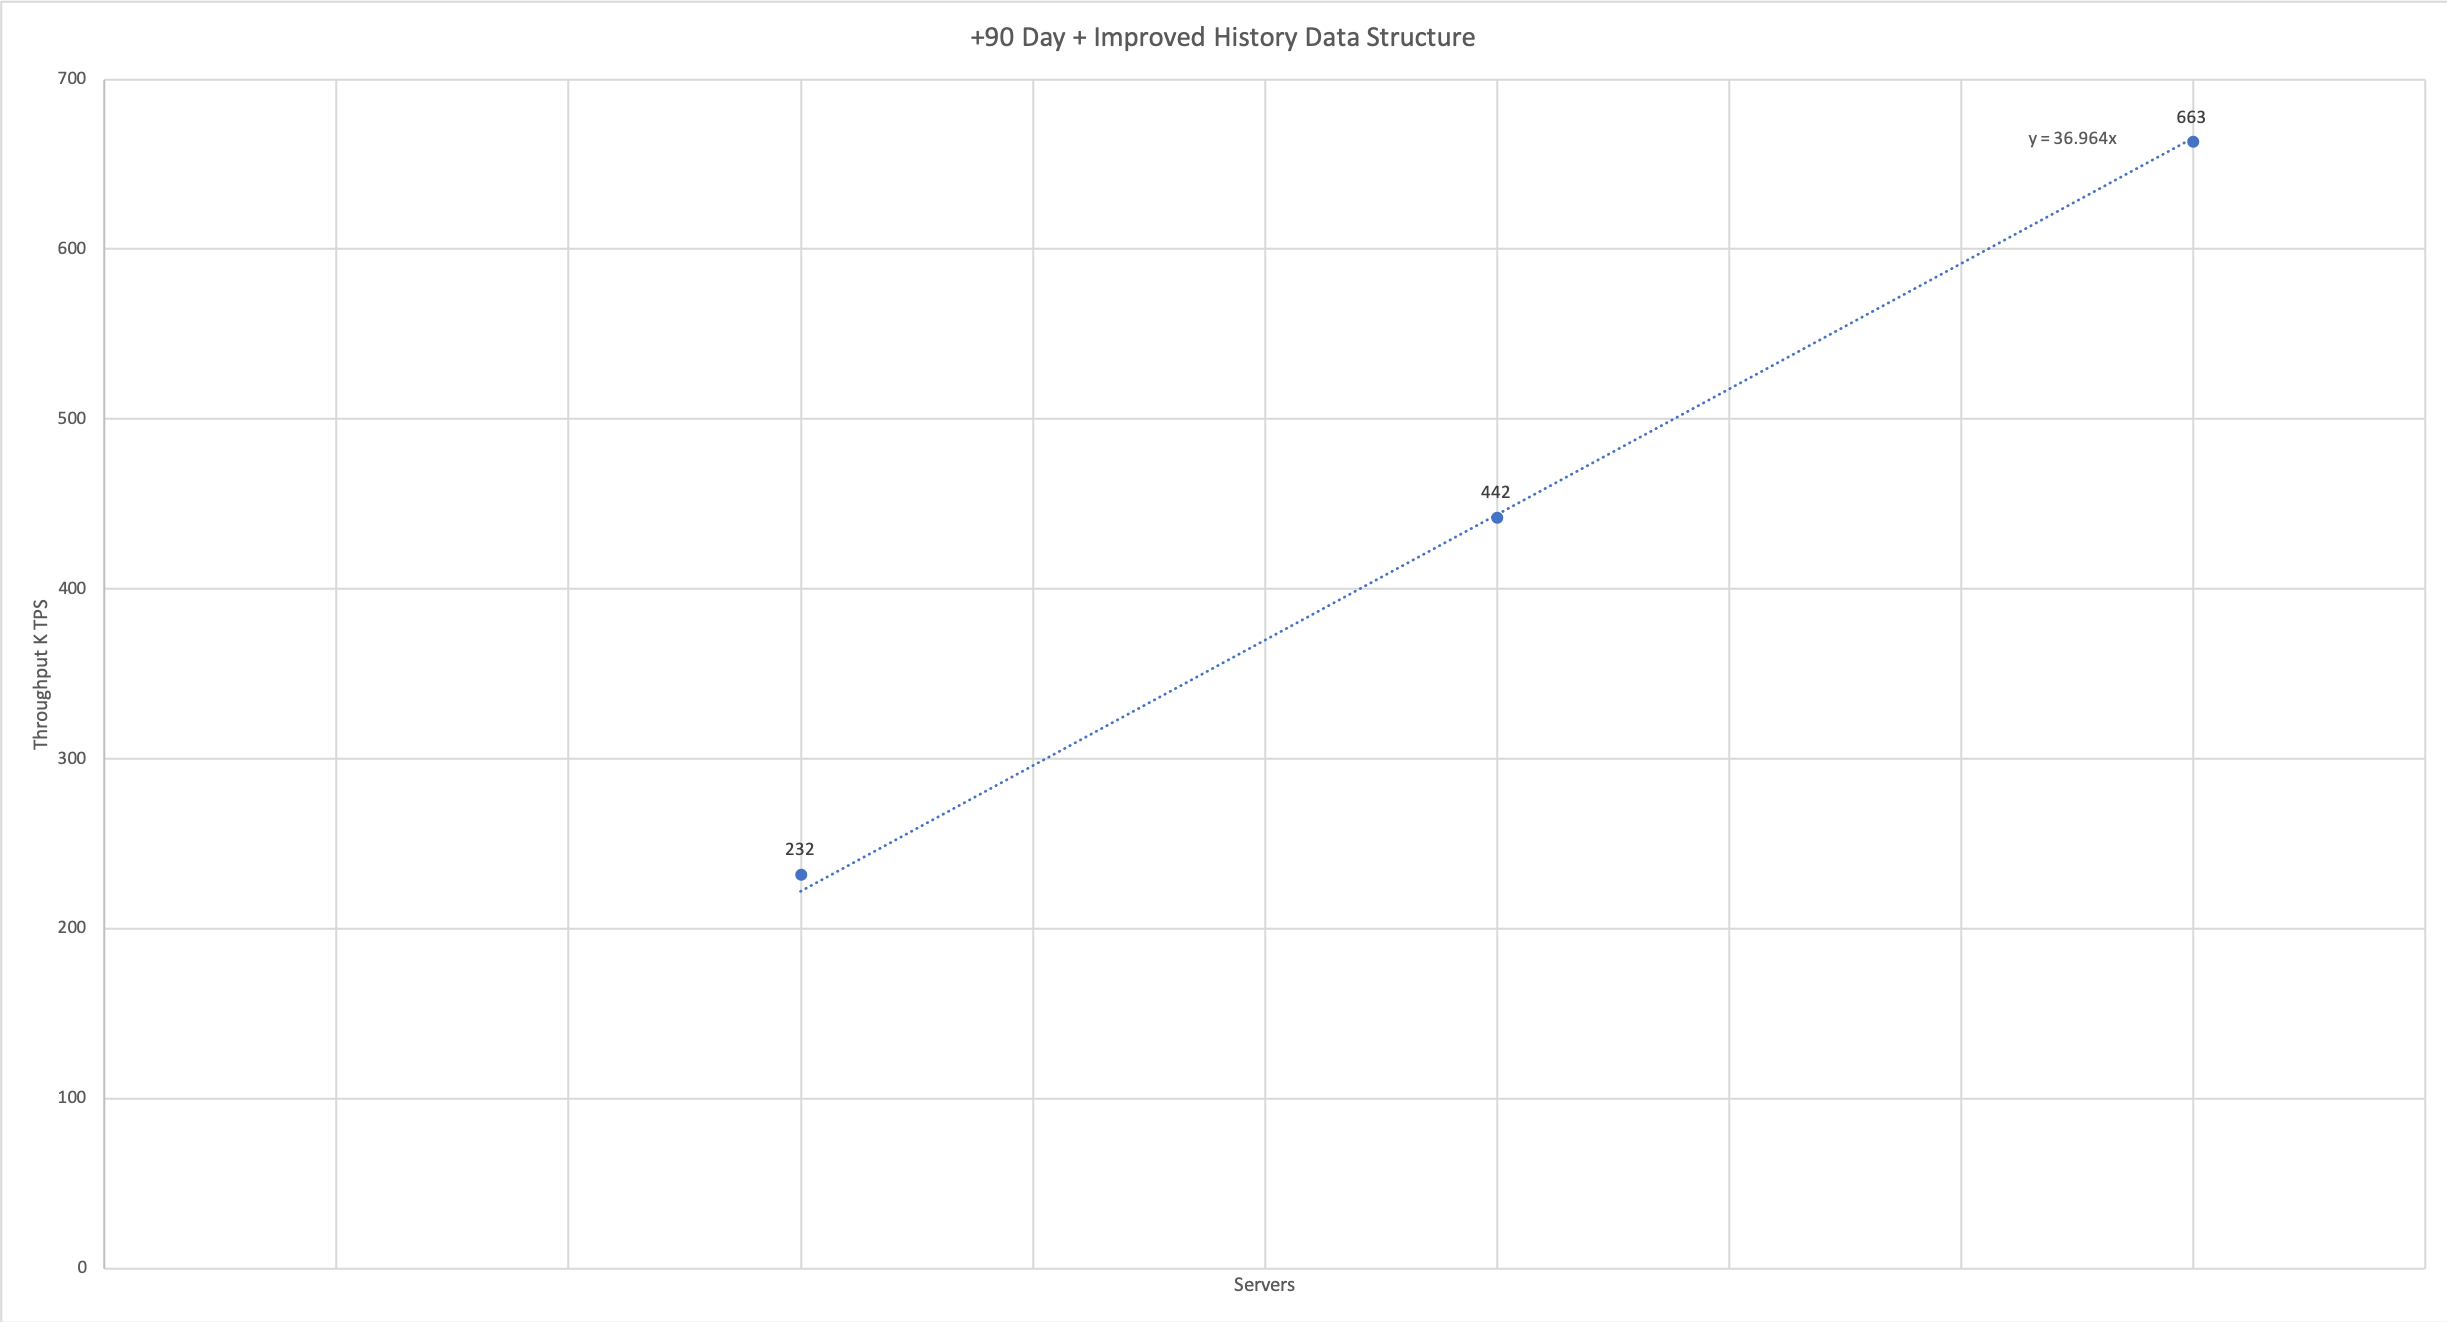 +90 Day + Improved History Data Structure
700
600
500
400
300
200
100
0
Throughput K TPS
663
y = 36.964x
442
232
Servers